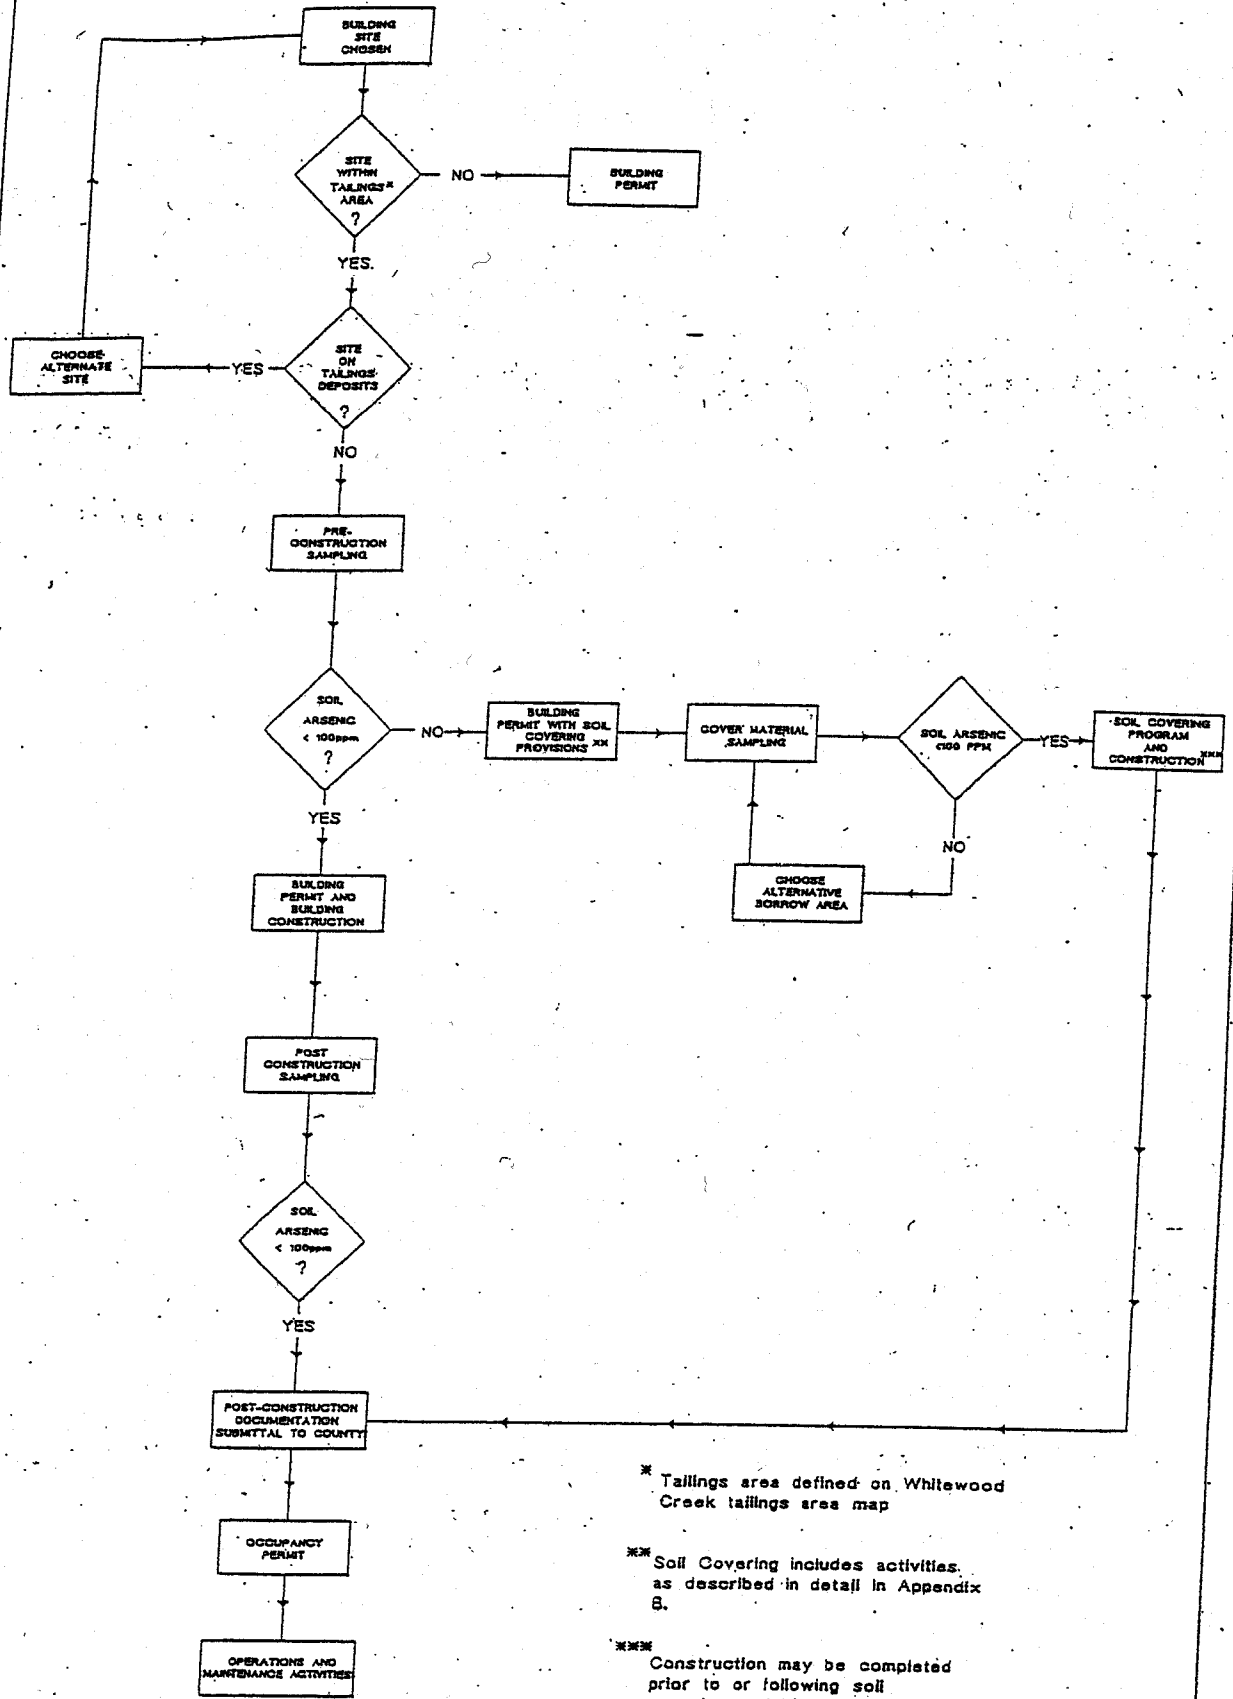 BUILDING
SITE
CHOSEN
SITE
WITHIN
TAILINGS*
AREA
?
NO
BUILDING
PERMIT
YES.
SITE
ON
TAILINGS
DEPOSITS
?
YES
CHOOSE
ALTERNATE
SITE
NO
PRE-
CONSTRUCTION
SAMPLING
SOIL
ARSENIC
< 100ppm
?
NO
BUILDING
PERMIT WITH SOIL
COVERING
PROVISIONS **
COVER MATERIAL
SAMPLING
SOIL ARSENIC
<100 PPM
YES
SOIL COVERING
PROGRAM
AND
CONSTRUCTION***
NO
CHOOSE
ALTERNATIVE
BORROW AREA
YES
BUILDING
PERMIT AND
BUILDING
CONSTRUCTION
POST
CONSTRUCTION
SAMPLING
SOIL
ARSENIC
< 100ppm
?
YES
POST-CONSTRUCTION
DOCUMENTATION
SUBMITTAL TO COUNTY
OCCUPANCY
PERMIT
OPERATIONS AND
MAINTENANCE ACTIVITIES
* Tailings area defined on Whitewood
Creek tailings area map
** Soil Covering includes activities
as described in detail in Appendix
B.
***
Construction may be completed
prior to or following soil